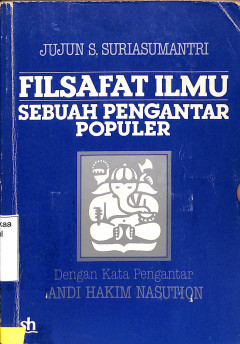 JUJUN S. SURIASUMANTRI
FILSAFAT ILMU
SEBUAH PENGANTAR
POPULER
Dengan Kata Pengantar
ANDI HAKIM NASUTION
sh